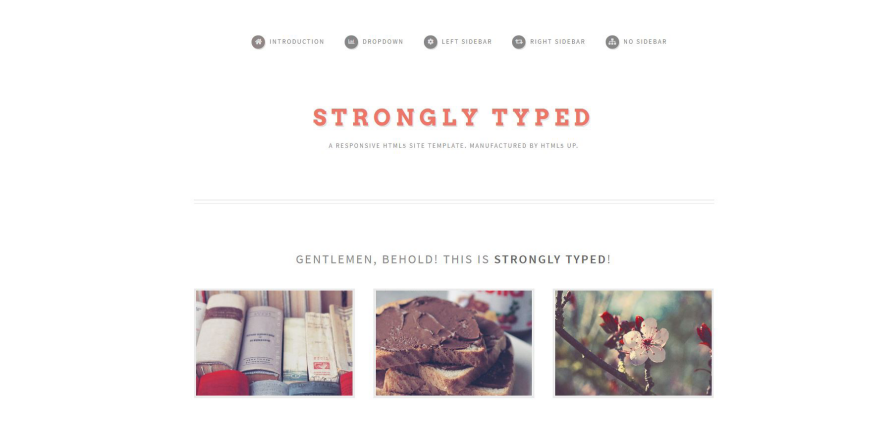 INTRODUCTION DROPDOWN LEFT SIDEBAR RIGHT SIDEBAR NO SIDEBAR
STRONGLY TYPED
A RESPONSIVE HTML5 SITE TEMPLATE. MANUFACTURED BY HTML5 UP.
GENTLEMEN, BEHOLD! THIS IS STRONGLY TYPED!